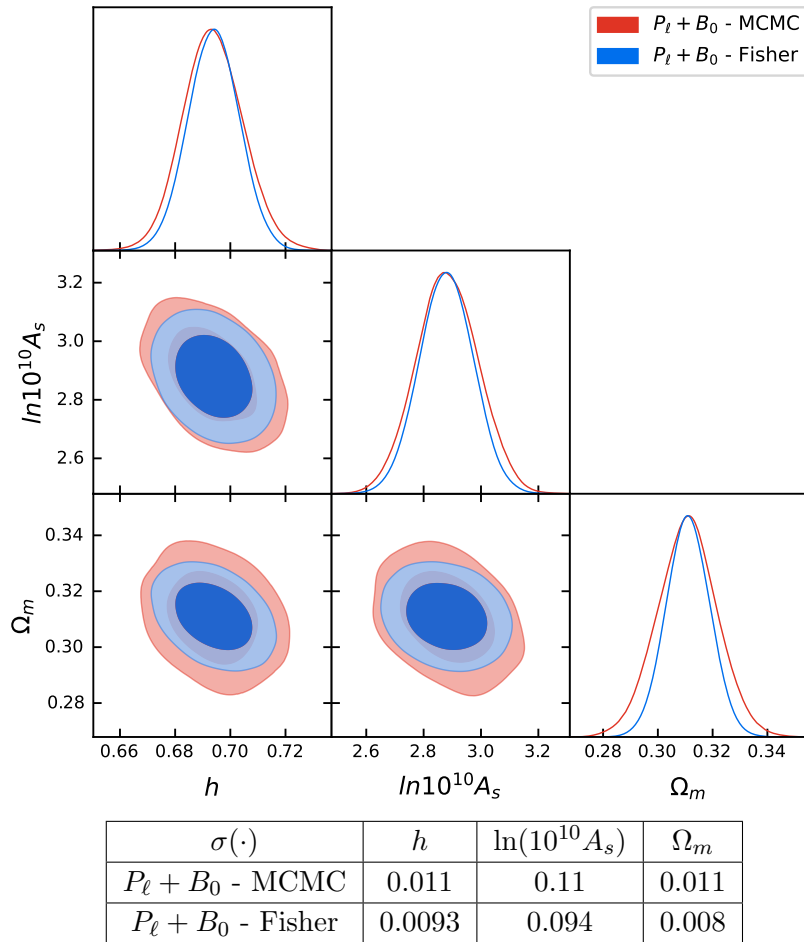 P_ℓ + B_0 - MCMC
P_ℓ + B_0 - Fisher
3.2
3.0
2.8
2.6
ln10^{10}A_s
0.34
0.32
0.30
0.28
Ω_m
0.66 0.68 0.70 0.72
2.6 2.8 3.0 3.2
0.28 0.30 0.32 0.34
h
ln10^{10}A_s
Ω_m
σ(·) h ln(10^{10}A_s) Ω_m
P_ℓ + B_0 - MCMC 0.011 0.11 0.011
P_ℓ + B_0 - Fisher 0.0093 0.094 0.008